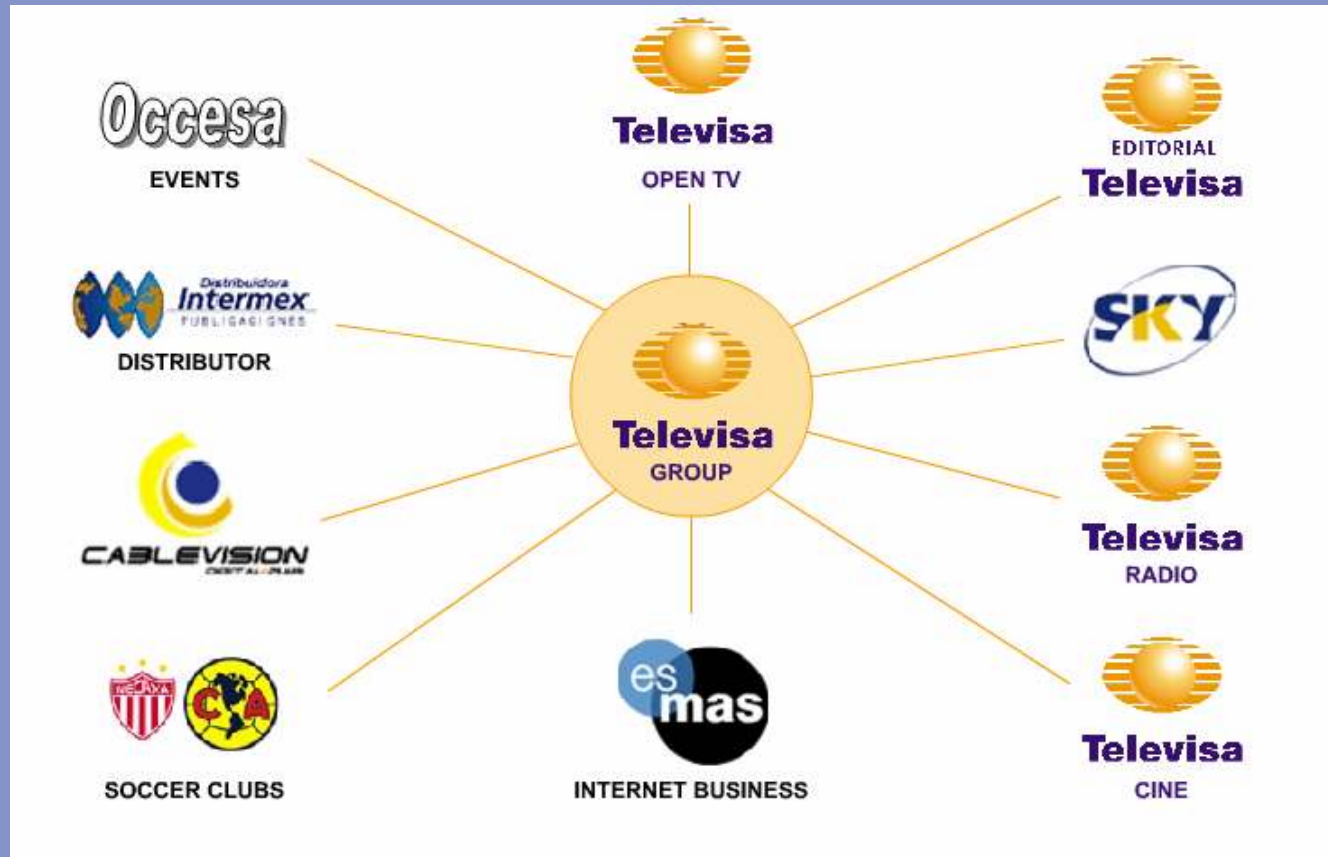 Occesa
EVENTS
Televisa
OPEN TV
EDITORIAL
Televisa
Distribuidora
Intermex
PUBLICACIONES
DISTRIBUTOR
SKY
Televisa
GROUP
CABLEVISION
DIGITAL
Televisa
RADIO
NECAXA
CA
SOCCER CLUBS
es
mas
INTERNET BUSINESS
Televisa
CINE